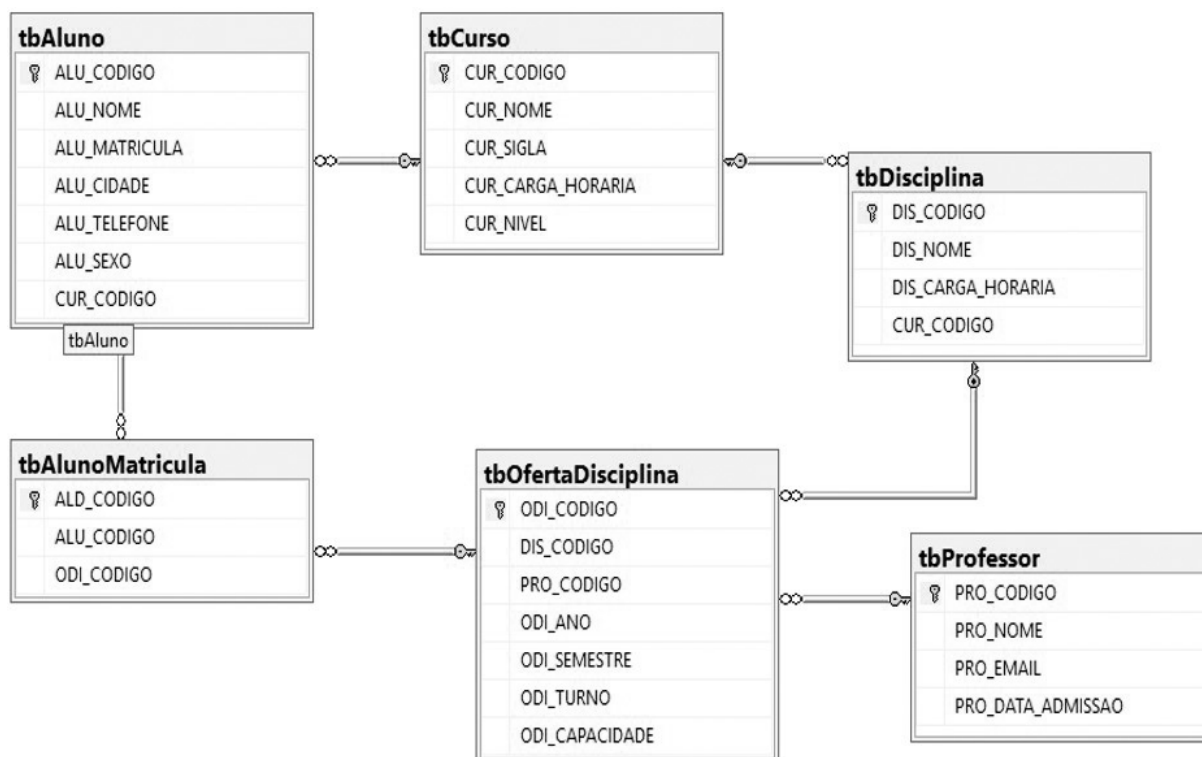 tbAluno
ALU_CODIGO
ALU_NOME
ALU_MATRICULA
ALU_CIDADE
ALU_TELEFONE
ALU_SEXO
CUR_CODIGO
tbAluno
tbCurso
CUR_CODIGO
CUR_NOME
CUR_SIGLA
CUR_CARGA_HORARIA
CUR_NIVEL
tbDisciplina
DIS_CODIGO
DIS_NOME
DIS_CARGA_HORARIA
CUR_CODIGO
tbAlunoMatricula
ALD_CODIGO
ALU_CODIGO
ODI_CODIGO
tbOfertaDisciplina
ODI_CODIGO
DIS_CODIGO
PRO_CODIGO
ODI_ANO
ODI_SEMESTRE
ODI_TURNO
ODI_CAPACIDADE
tbProfessor
PRO_CODIGO
PRO_NOME
PRO_EMAIL
PRO_DATA_ADMISSAO